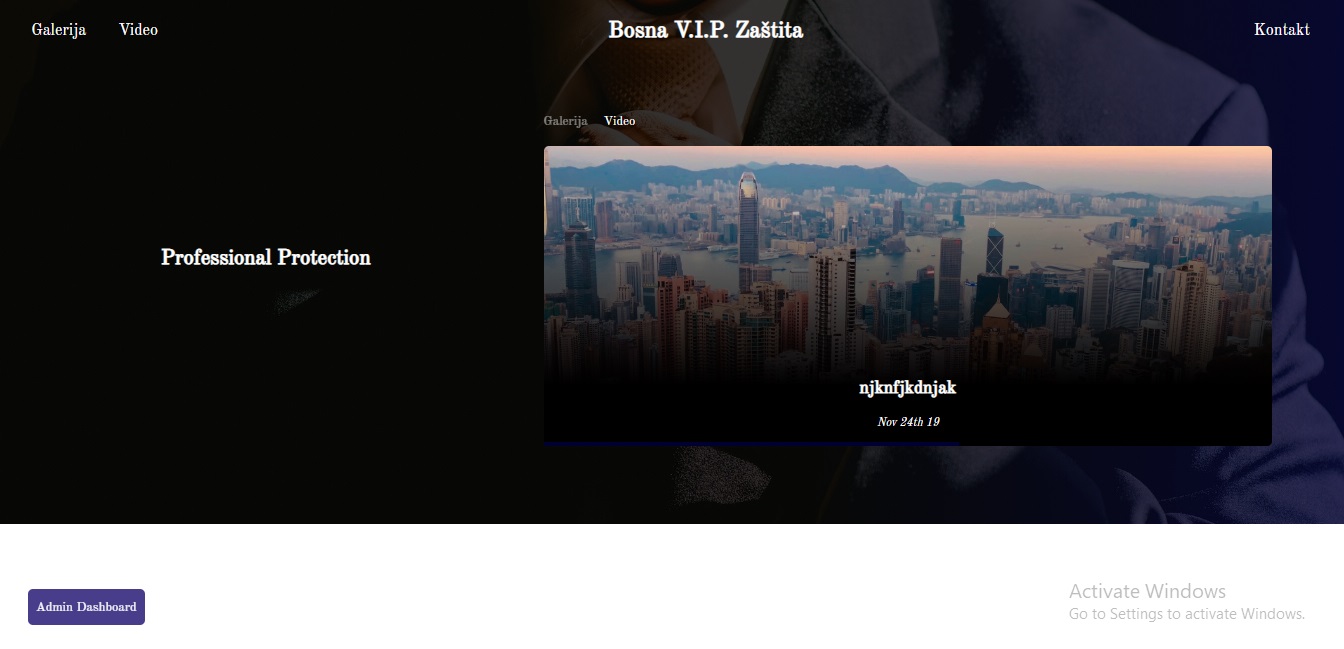 Galerija Video Bosna V.I.P. Zaštita Kontakt
Galerija Video
Professional Protection
njknfjkdnjak
Nov 24th 19
Admin Dashboard
Activate Windows
Go to Settings to activate Windows.